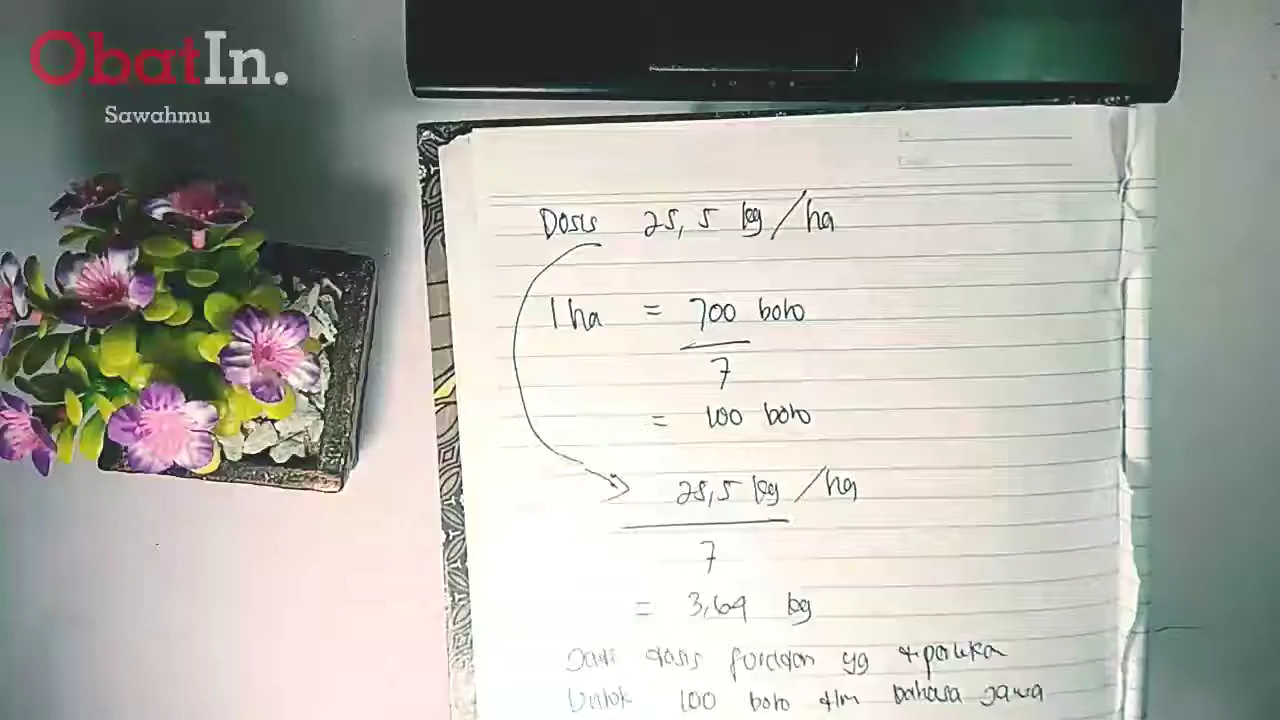 ObatIn.
Sawahmu
Dosis 25,5 kg/ha
1 ha = 700 boto
7
= 100 boto
25,5 kg/ha
7
= 3,64 kg
Jadi dosis furadan yg dipakai
Untuk 100 boto dlm bahasa jawa